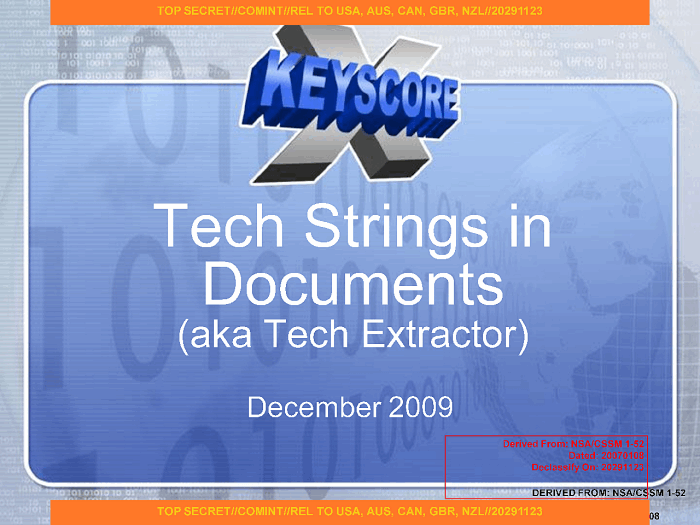 TOP SECRET//COMINT//REL TO USA, AUS, CAN, GBR, NZL//20291123
X
KEYSCORE
Tech Strings in
Documents
(aka Tech Extractor)
December 2009
Derived From: NSA/CSSM 1-52
Dated: 20070108
Declassify On: 20291123
DERIVED FROM: NSA/CSSM 1-52
TOP SECRET//COMINT//REL TO USA, AUS, CAN, GBR, NZL//20291123
08